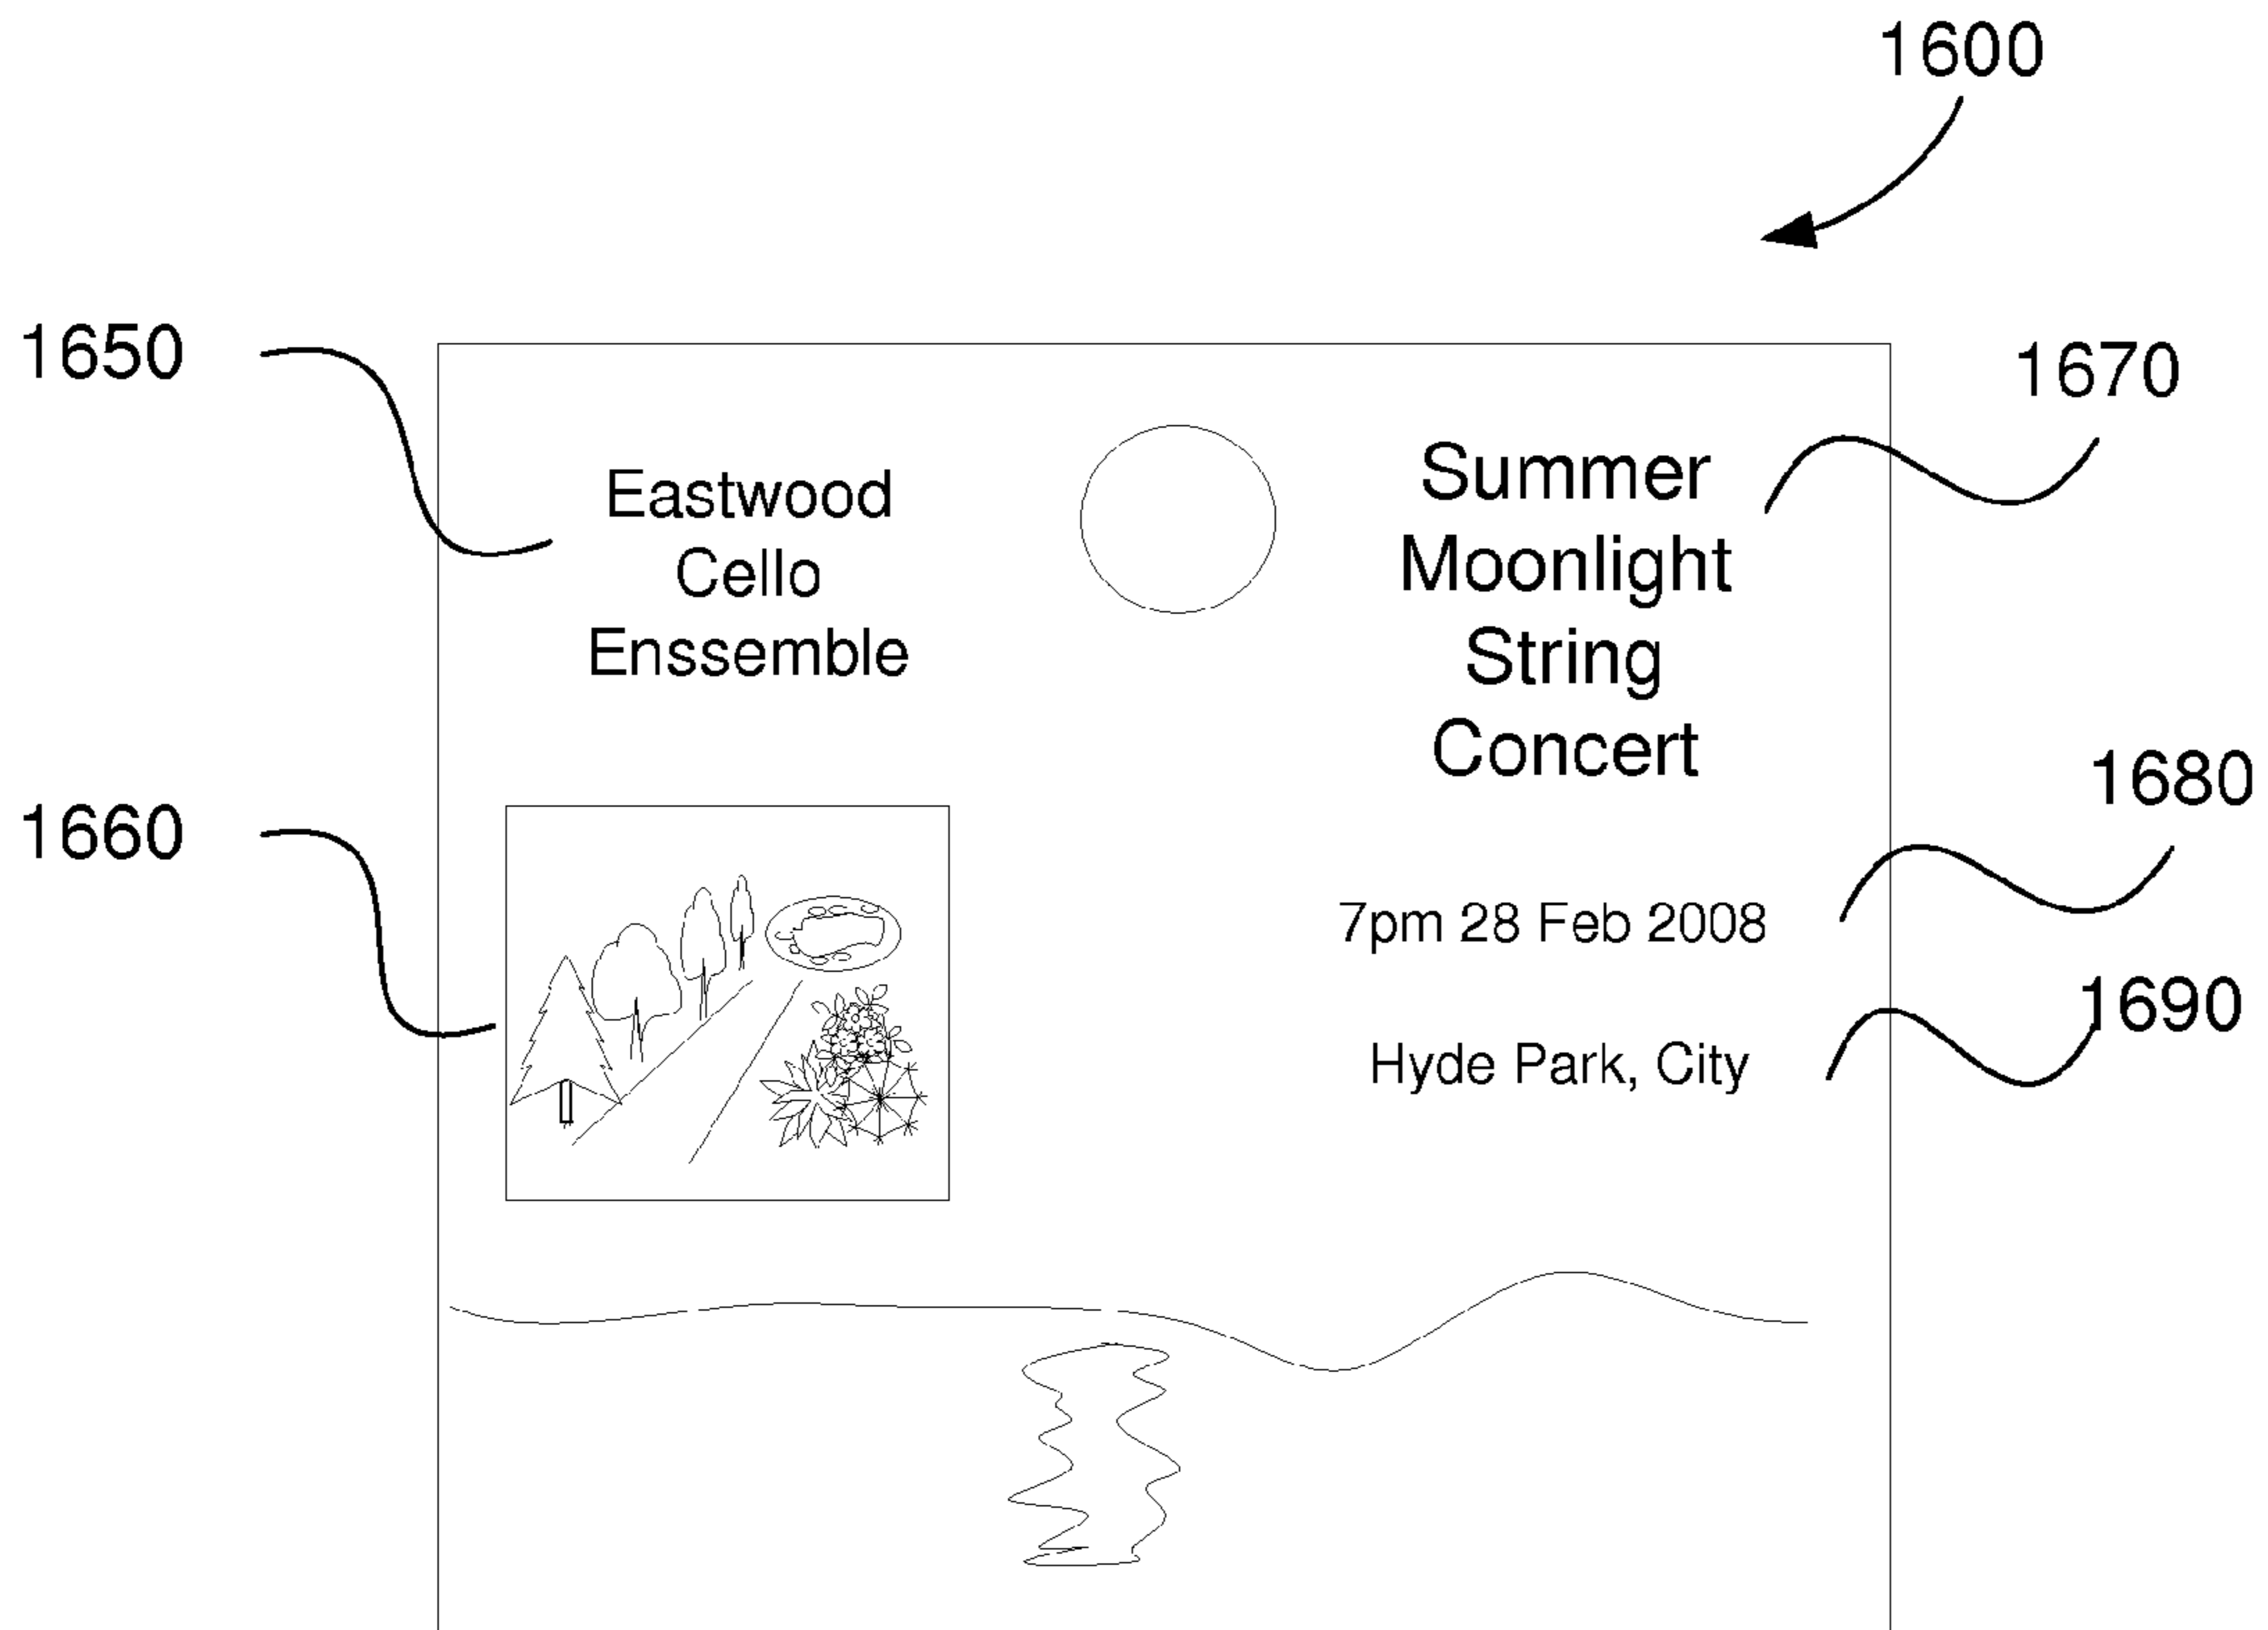 1600
1650
1670
Eastwood
Cello
Enssemble
Summer
Moonlight
String
Concert
1680
1660
7pm 28 Feb 2008
1690
Hyde Park, City